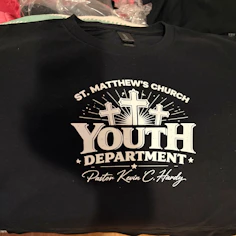 ST. MATTHEW'S CHURCH
YOUTH
DEPARTMENT
Pastor Kevin C. Hardy